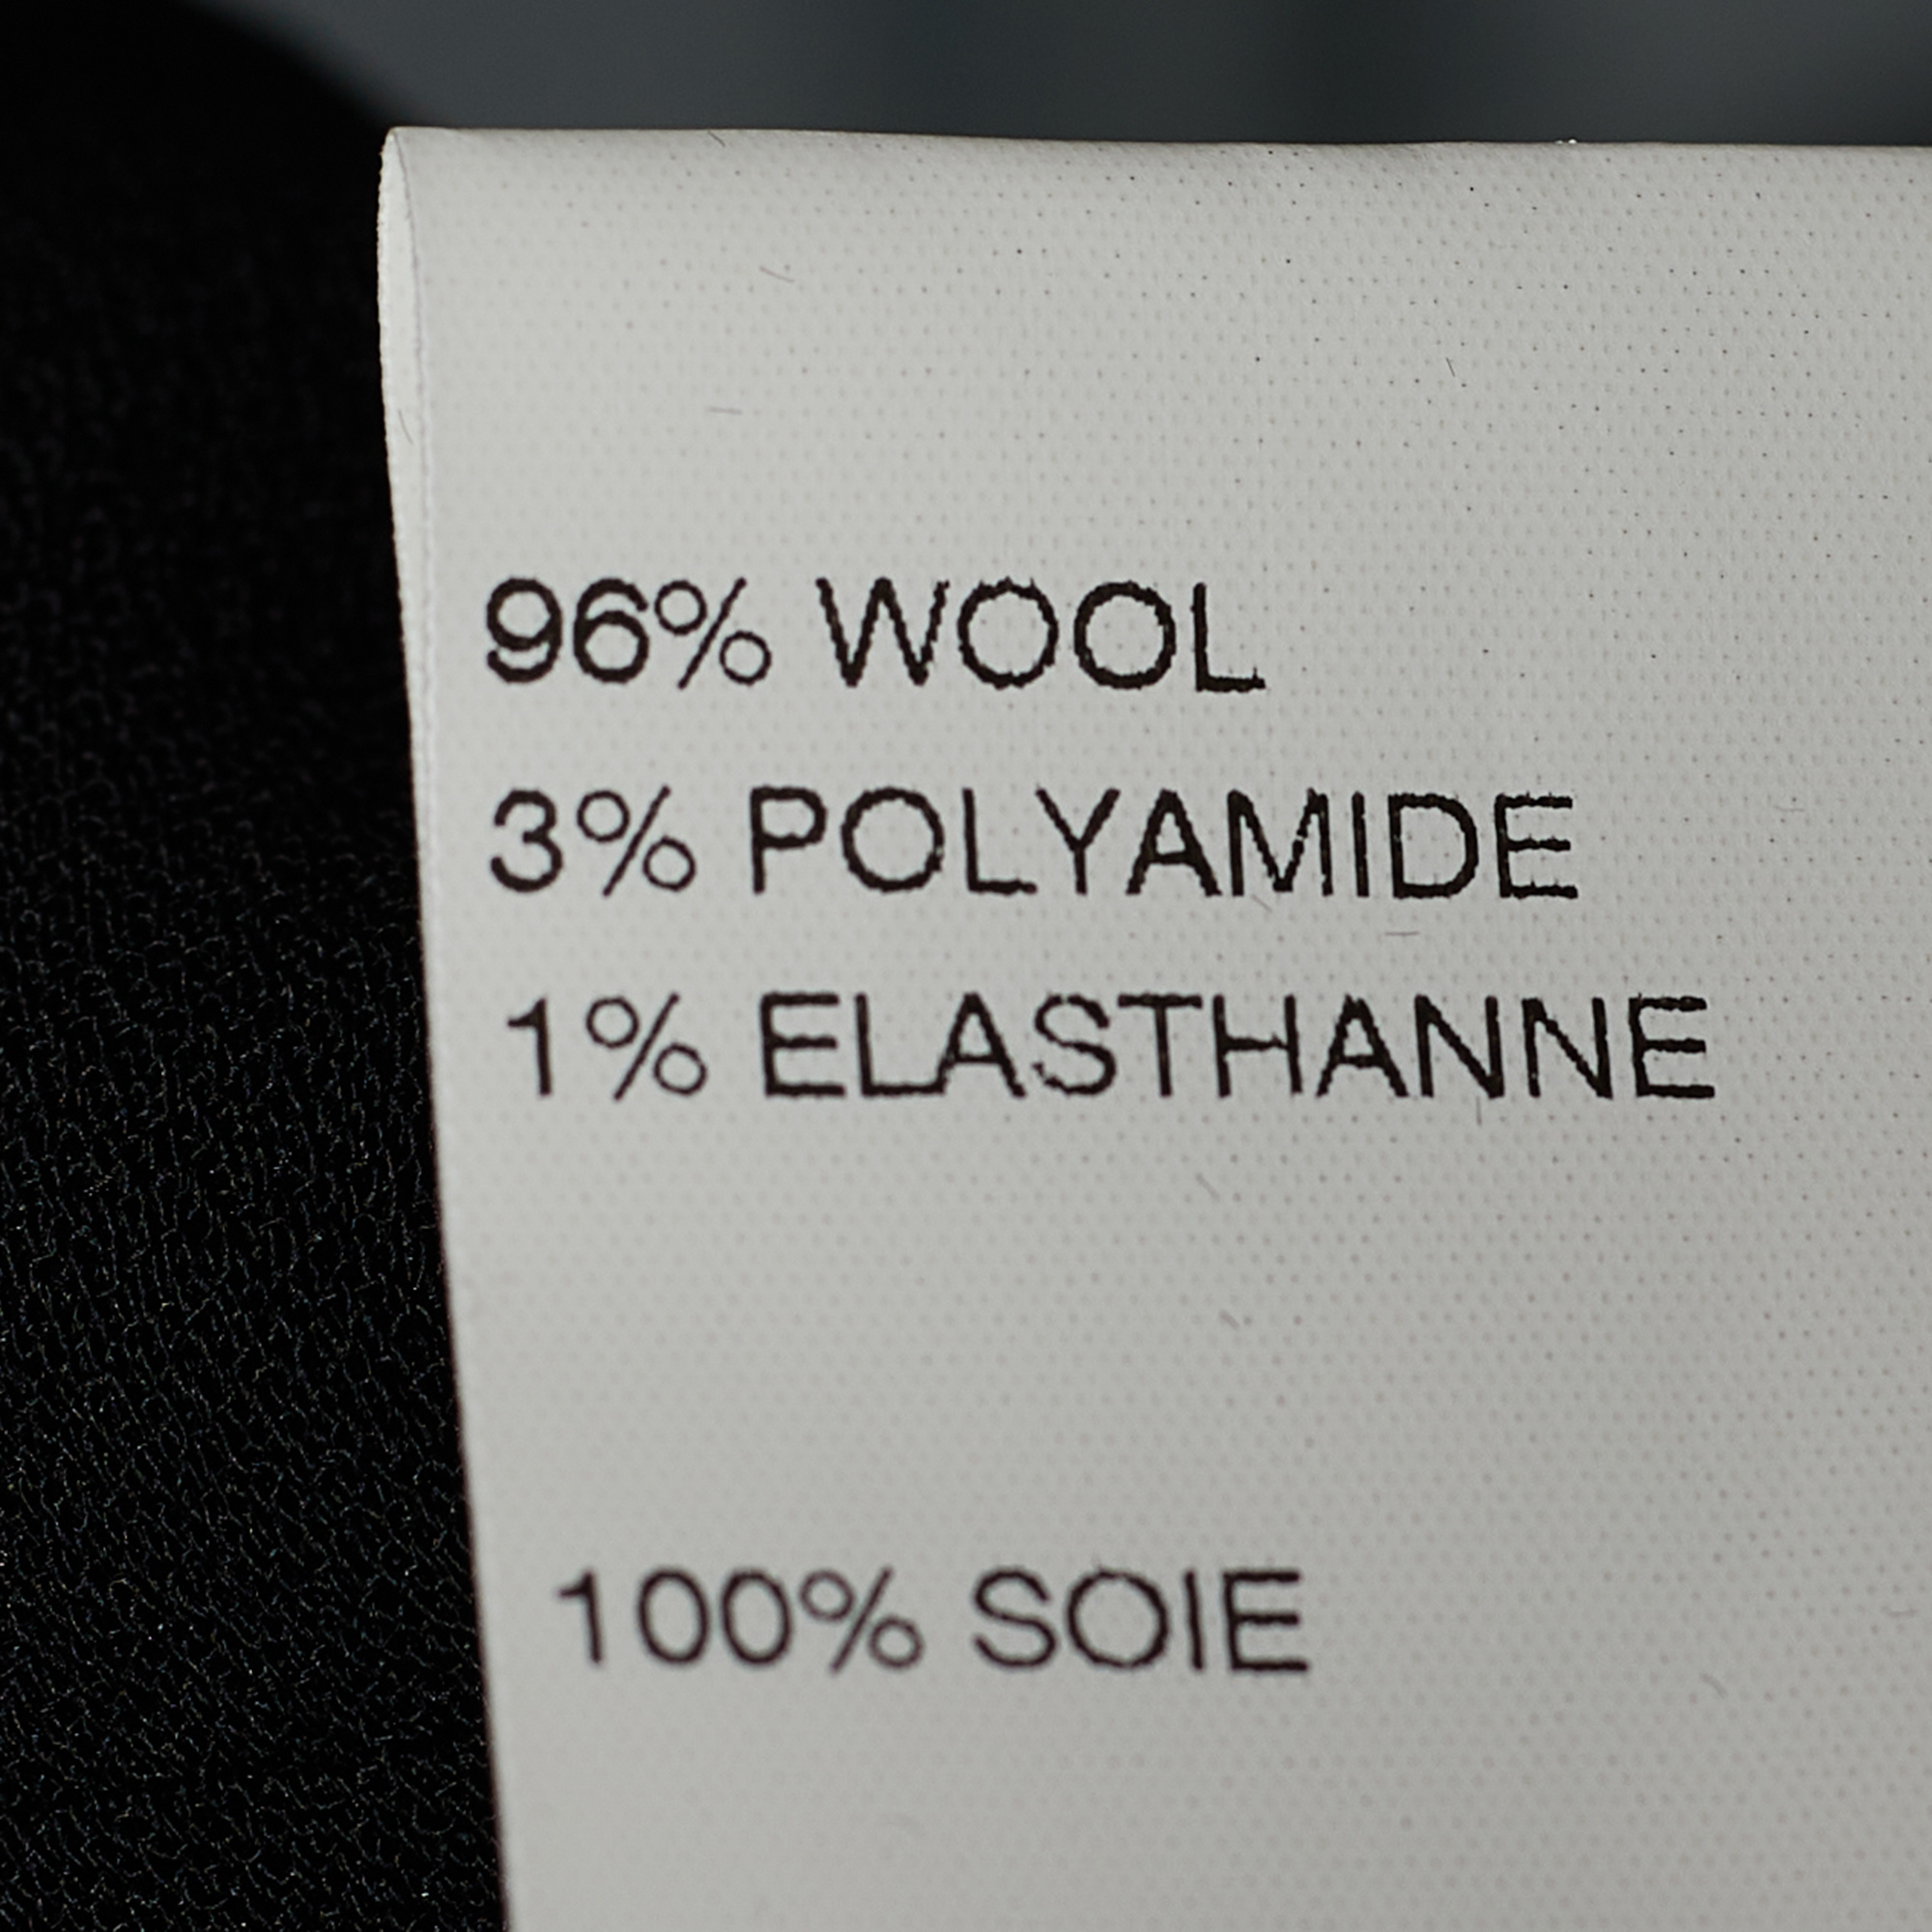 96% WOOL
3% POLYAMIDE
1% ELASTHANNE
100% SOIE